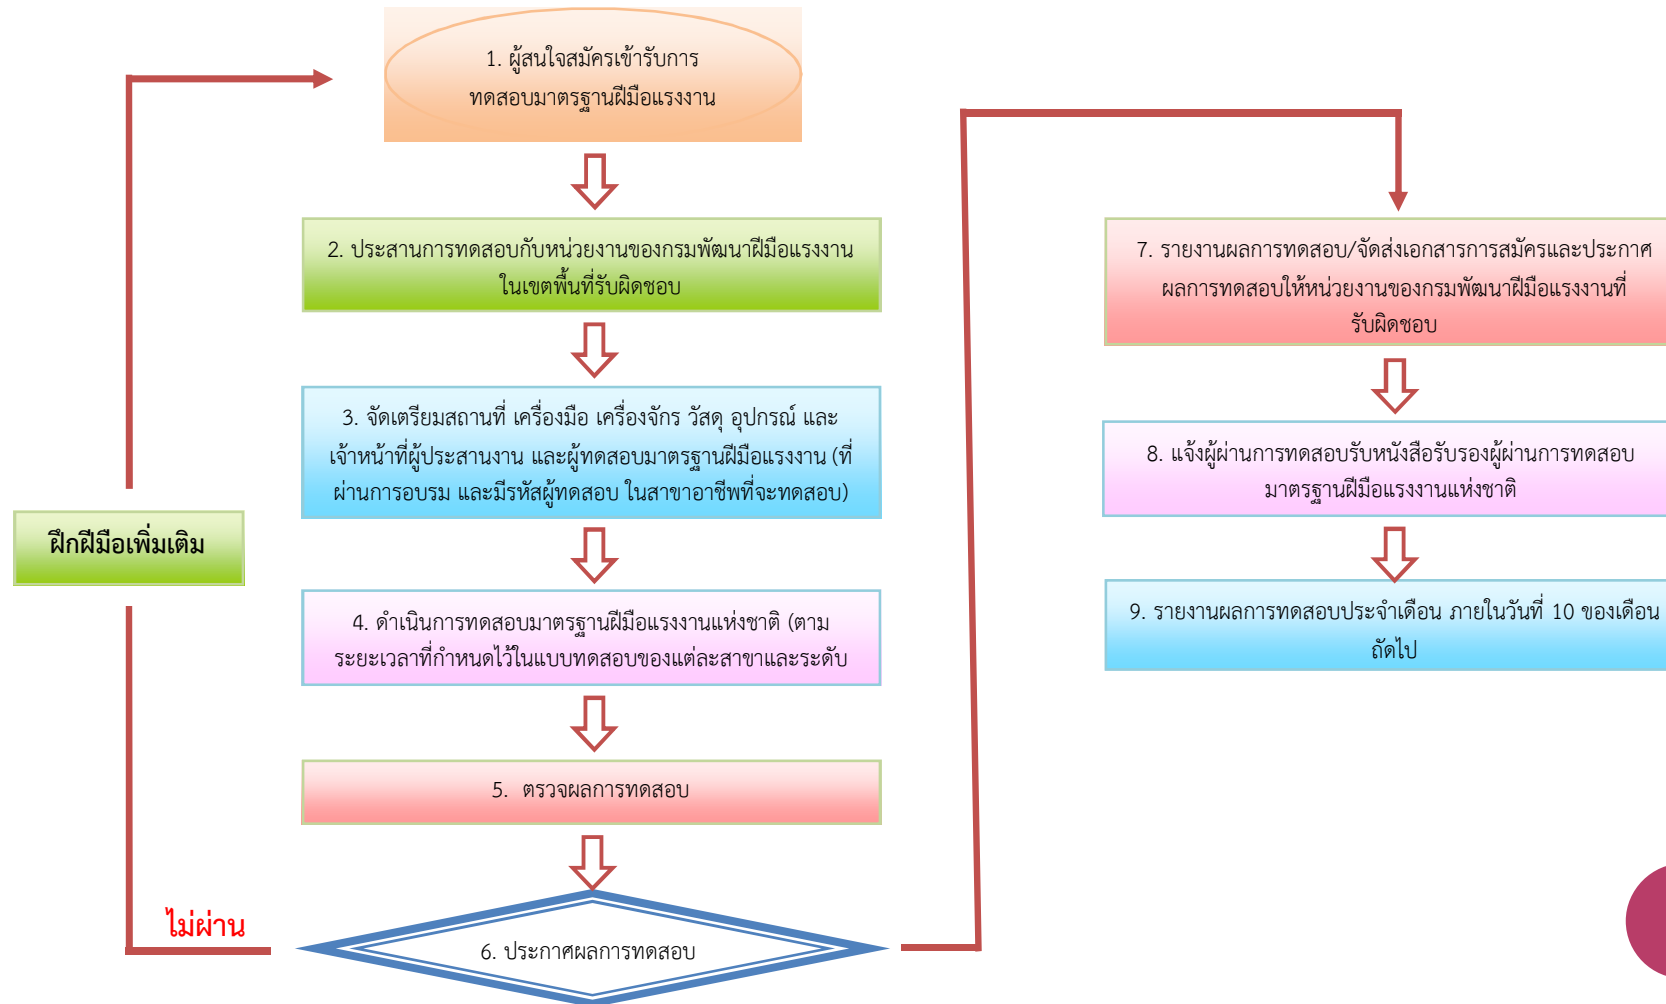 1. ผู้สนใจสมัครเข้ารับการ
ทดสอบมาตรฐานฝีมือแรงงาน
2. ประสานการทดสอบกับหน่วยงานของกรมพัฒนาฝีมือแรงงาน
ในเขตพื้นที่รับผิดชอบ
3. จัดเตรียมสถานที่ เครื่องมือ เครื่องจักร วัสดุ อุปกรณ์ และ
เจ้าหน้าที่ผู้ประสานงาน และผู้ทดสอบมาตรฐานฝีมือแรงงาน (ที่
ผ่านการอบรม และมีรหัสผู้ทดสอบ ในสาขาอาชีพที่จะทดสอบ)
ฝึกฝีมือเพิ่มเติม
4. ดำเนินการทดสอบมาตรฐานฝีมือแรงงานแห่งชาติ (ตาม
ระยะเวลาที่กำหนดไว้ในแบบทดสอบของแต่ละสาขาและระดับ
5. ตรวจผลการทดสอบ
ไม่ผ่าน
6. ประกาศผลการทดสอบ
7. รายงานผลการทดสอบ/จัดส่งเอกสารการสมัครและประกาศ
ผลการทดสอบให้หน่วยงานของกรมพัฒนาฝีมือแรงงานที่
รับผิดชอบ
8. แจ้งผู้ผ่านการทดสอบรับหนังสือรับรองผู้ผ่านการทดสอบ
มาตรฐานฝีมือแรงงานแห่งชาติ
9. รายงานผลการทดสอบประจำเดือน ภายในวันที่ 10 ของเดือน
ถัดไป